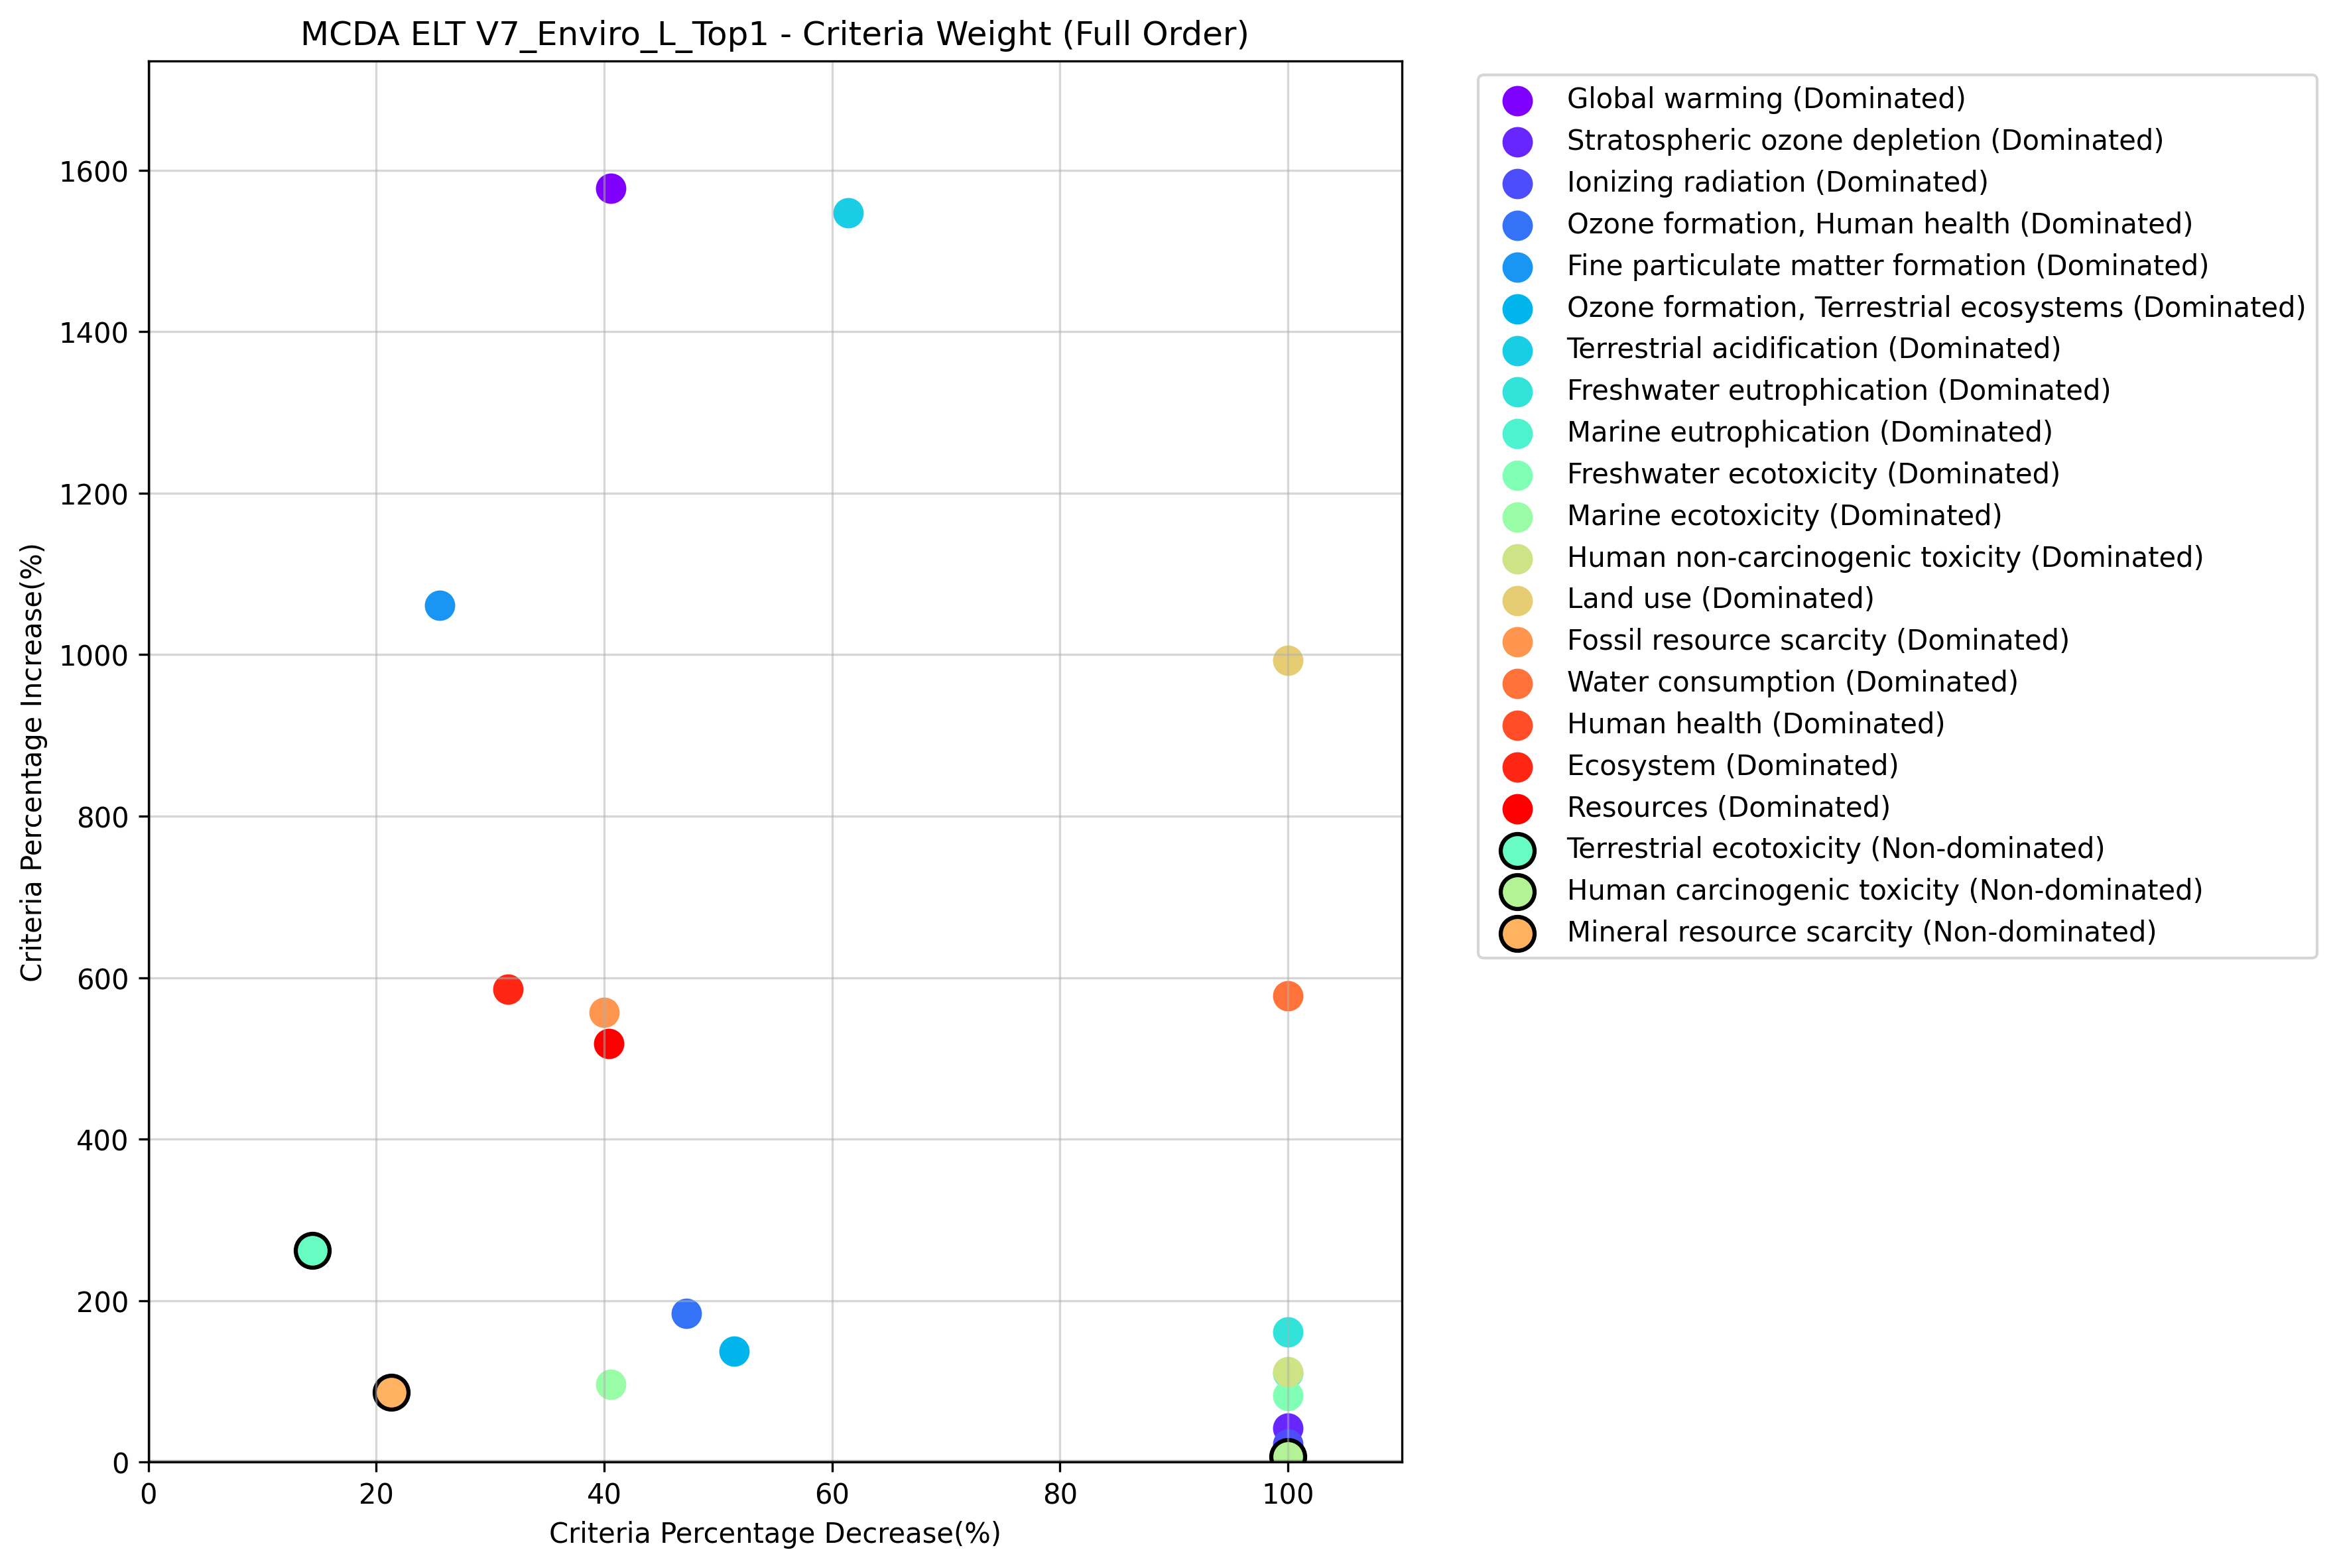 MCDA ELT V7_Enviro_L_Top1 - Criteria Weight (Full Order)
Criteria Percentage Increase(%)
1600
1400
1200
1000
800
600
400
200
0
0 20 40 60 80 100
Criteria Percentage Decrease(%)
Global warming (Dominated)
Stratospheric ozone depletion (Dominated)
Ionizing radiation (Dominated)
Ozone formation, Human health (Dominated)
Fine particulate matter formation (Dominated)
Ozone formation, Terrestrial ecosystems (Dominated)
Terrestrial acidification (Dominated)
Freshwater eutrophication (Dominated)
Marine eutrophication (Dominated)
Freshwater ecotoxicity (Dominated)
Marine ecotoxicity (Dominated)
Human non-carcinogenic toxicity (Dominated)
Land use (Dominated)
Fossil resource scarcity (Dominated)
Water consumption (Dominated)
Human health (Dominated)
Ecosystem (Dominated)
Resources (Dominated)
Terrestrial ecotoxicity (Non-dominated)
Human carcinogenic toxicity (Non-dominated)
Mineral resource scarcity (Non-dominated)